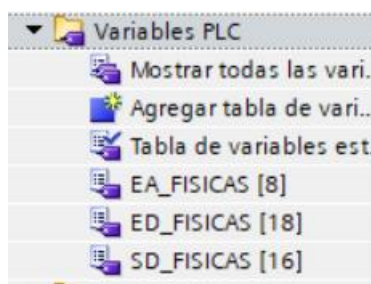 Variables PLC
Mostrar todas las vari..
Agregar tabla de vari...
Tabla de variables est..
EA_FISICAS [8]
ED_FISICAS [18]
SD_FISICAS [16]